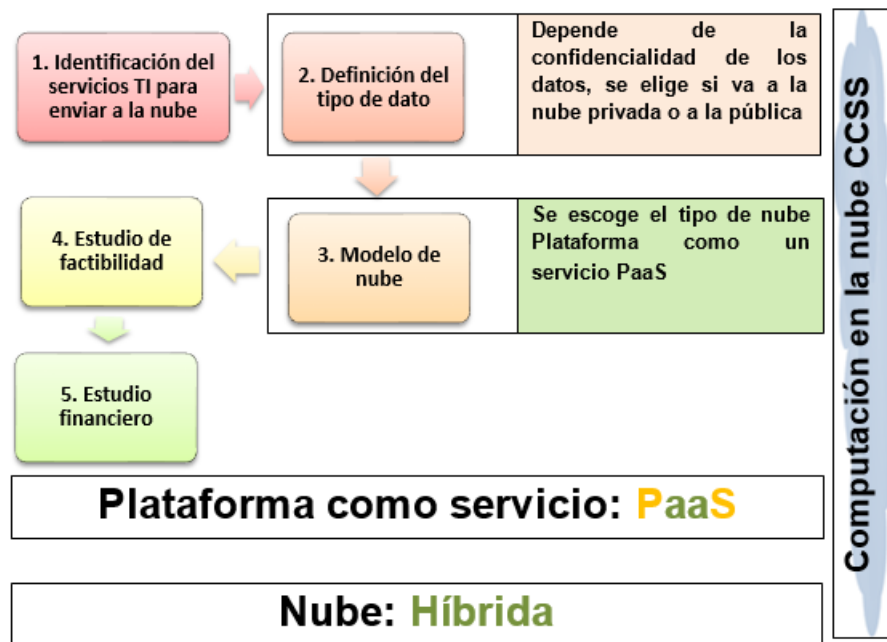 1. Identificación del
servicios TI para
enviar a la nube
2. Definición del
tipo de dato
Depende de la
confidencialidad de los
datos, se elige si va a la
nube privada o a la pública
4. Estudio de
factibilidad
3. Modelo de
nube
Se escoge el tipo de nube
Plataforma como un
servicio PaaS
5. Estudio
financiero
Plataforma como servicio: PaaS
Nube: Híbrida
Computación en la nube CCSS